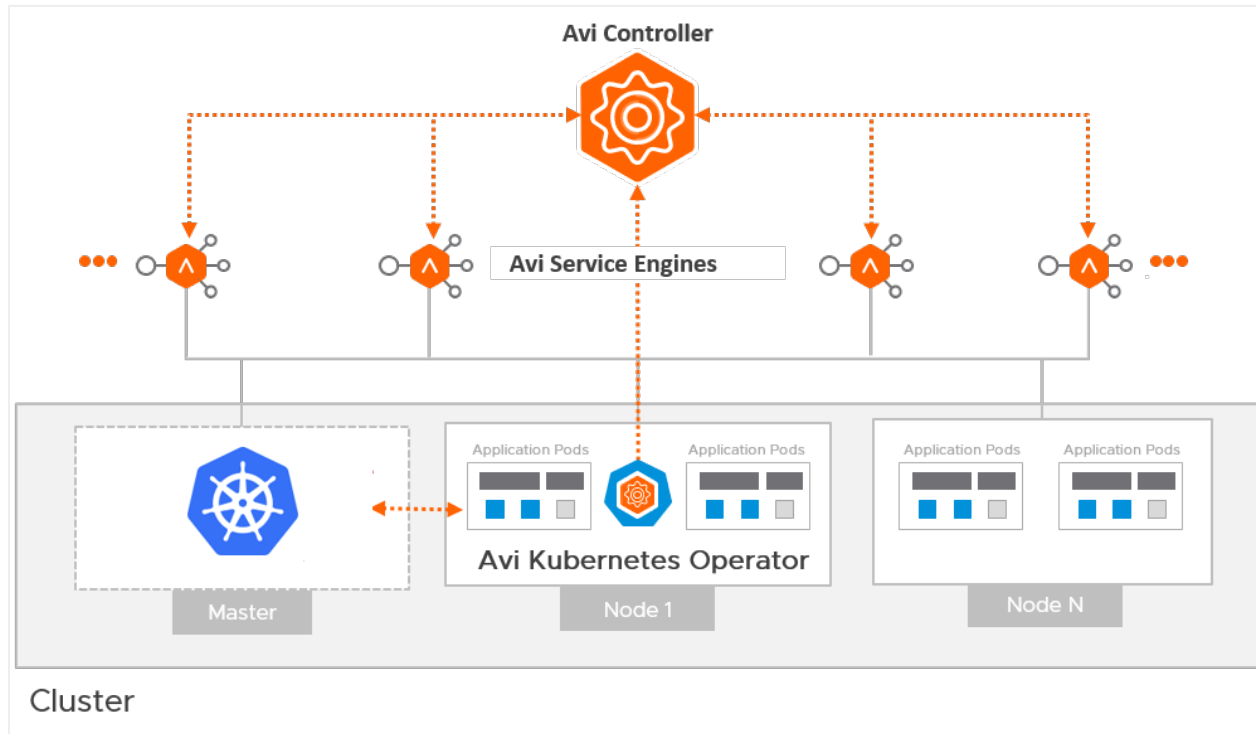 Avi Controller
Avi Service Engines
Application Pods
Application Pods
Application Pods
Application Pods
Avi Kubernetes Operator
Master
Node 1
Node N
Cluster